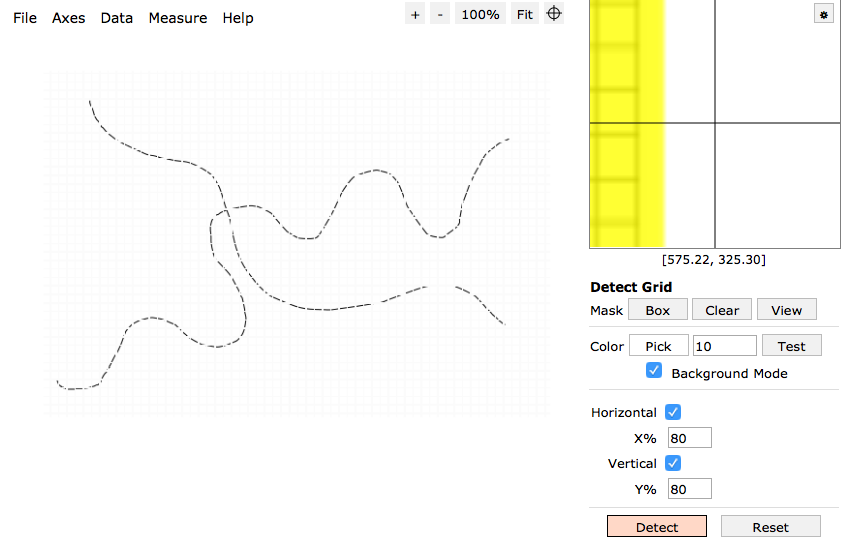 File Axes Data Measure Help + - 100% Fit
[575.22, 325.30]
Detect Grid
Mask Box Clear View
Color Pick 10 Test
Background Mode
Horizontal
X% 80
Vertical
Y% 80
Detect Reset